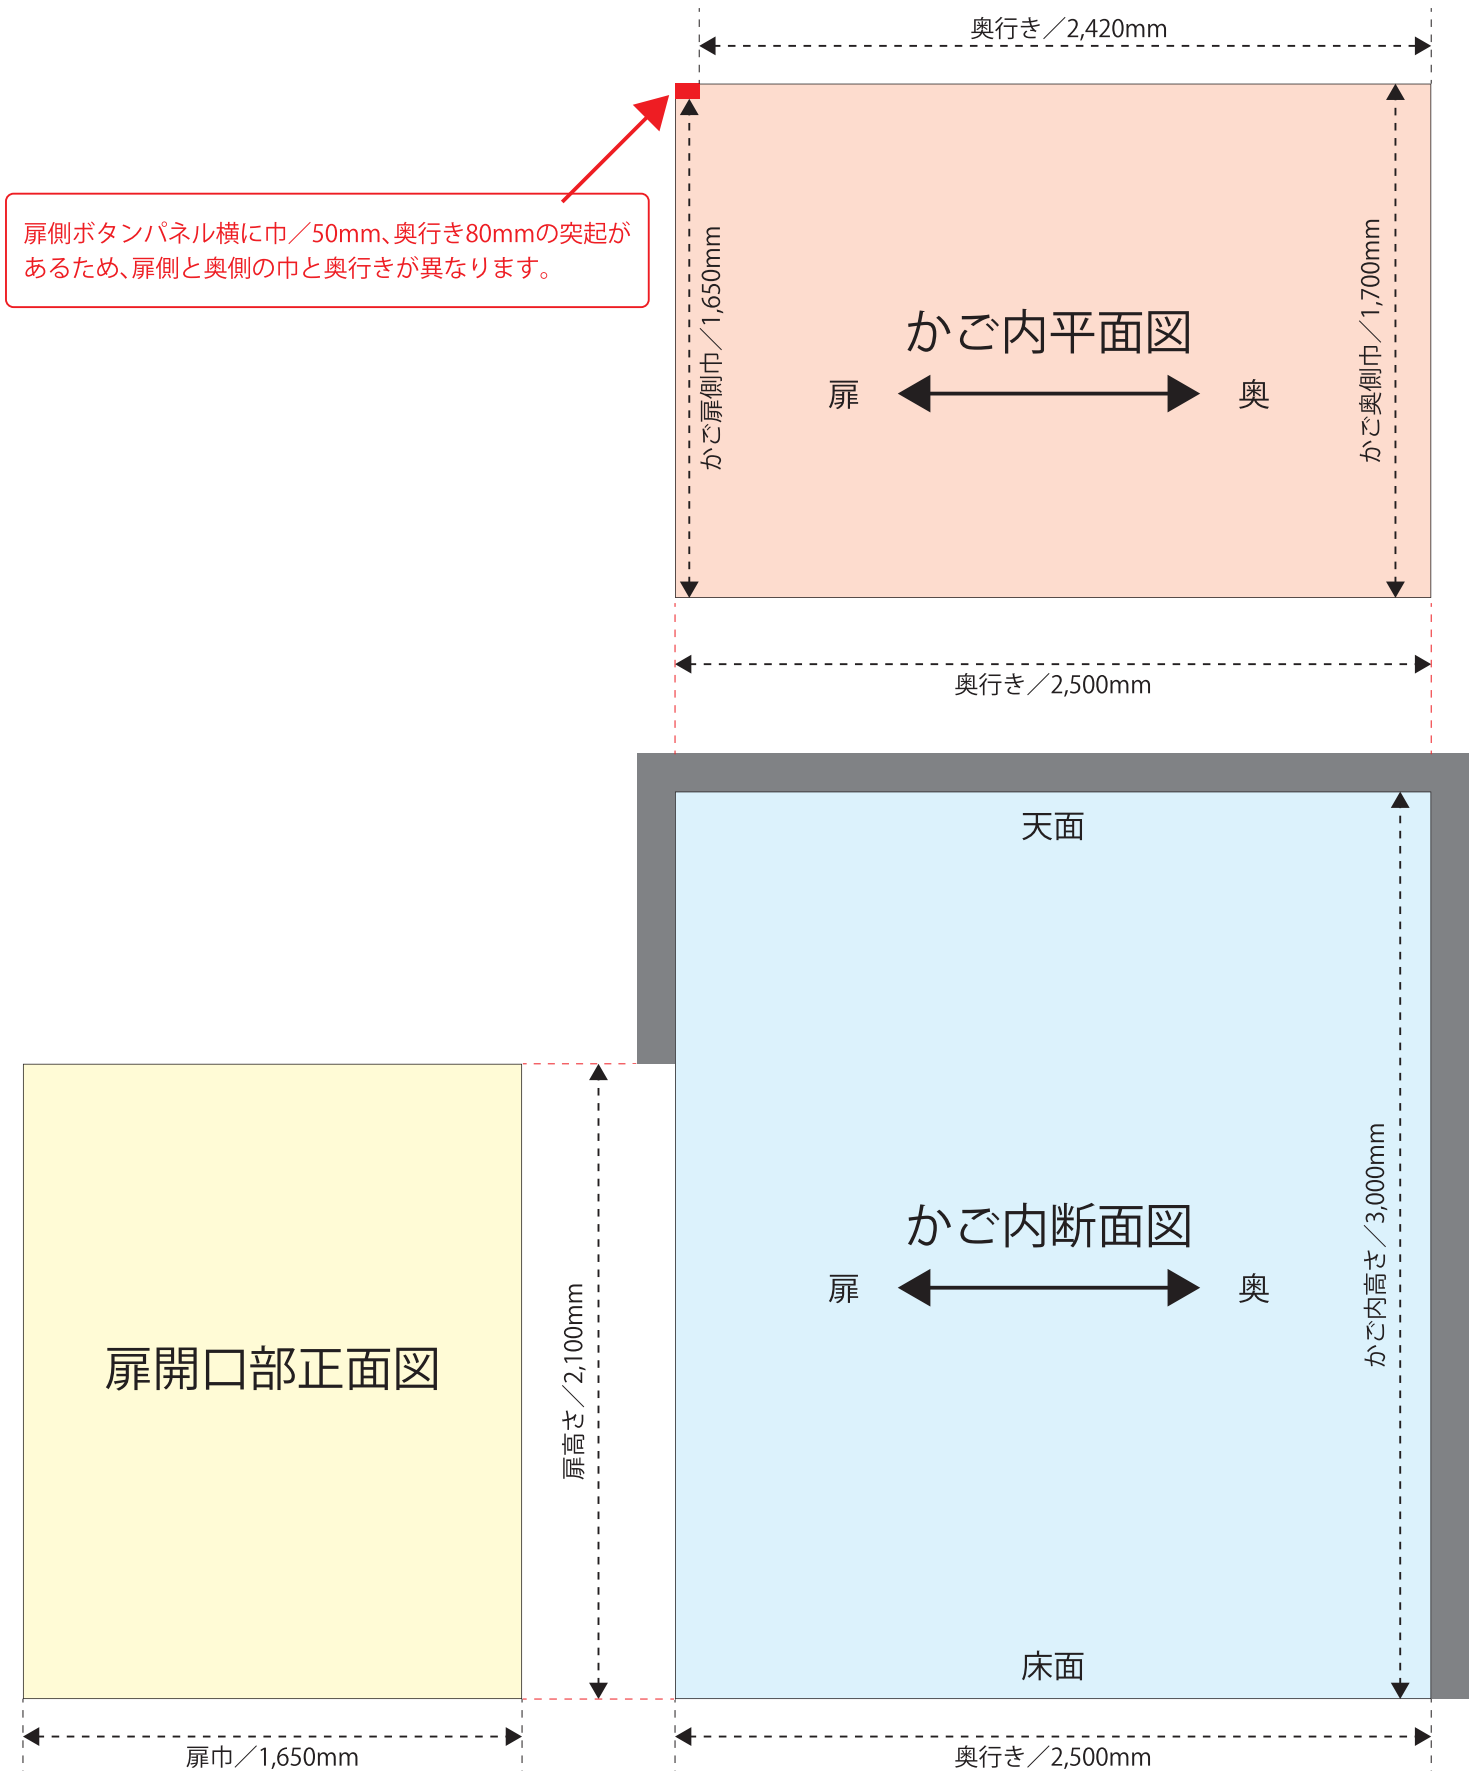 奥行き／2,420mm
扉側ボタンパネル横に巾／50mm、奥行き80mmの突起が
あるため、扉側と奥側の巾と奥行きが異なります。
かご扉側巾／1,650mm
かご内平面図
扉
奥
かご奥側巾／1,700mm
奥行き／2,500mm
天面
かご内断面図
扉
奥
かご内高さ／3,000mm
扉開口部正面図
扉高さ／2,100mm
床面
扉巾／1,650mm
奥行き／2,500mm